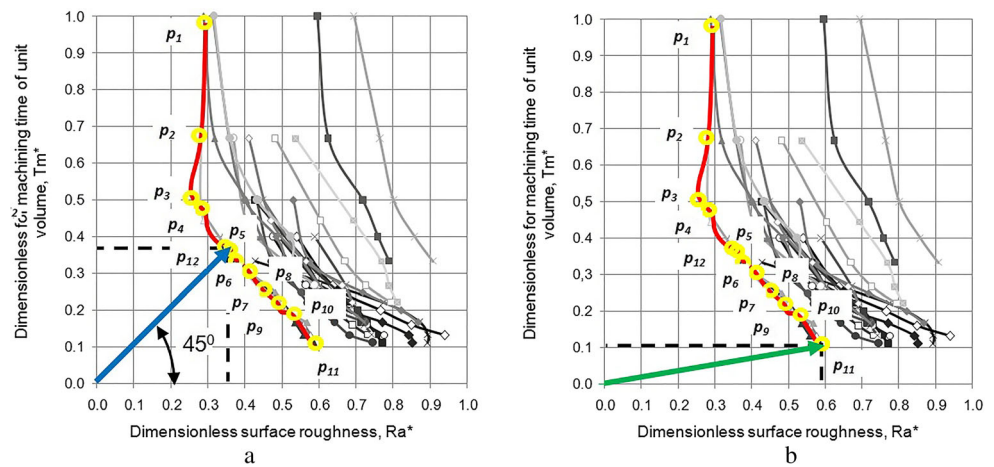 a
b
Dimensionless for machining time of unit
volume, Tm*
1.0
0.9
0.8
0.7
0.6
0.5
0.4
0.3
0.2
0.1
0.0
p1
p2
p3
p4
p5
p12
p6
p8
p7
p10
p9
p11
45⁰
0.0 0.1 0.2 0.3 0.4 0.5 0.6 0.7 0.8 0.9 1.0
Dimensionless surface roughness, Ra*
a
Dimensionless for machining time of unit
volume, Tm*
1.0
0.9
0.8
0.7
0.6
0.5
0.4
0.3
0.2
0.1
0.0
p1
p2
p3
p4
p5
p12
p6
p8
p7
p10
p9
p11
0.0 0.1 0.2 0.3 0.4 0.5 0.6 0.7 0.8 0.9 1.0
Dimensionless surface roughness, Ra*
b